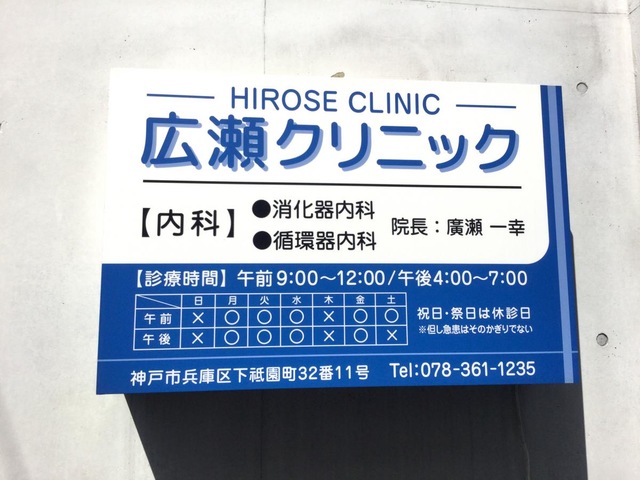 HIROSE CLINIC
広瀬クリニック
【内科】
●消化器内科
●循環器内科
院長：廣瀬 一幸
【診療時間】午前9:00〜12:00/午後4:00〜7:00
日 月 火 水 木 金 土
午前 × ○ ○ ○ × ○ ○
午後 × ○ ○ ○ × ○ ×
祝日・祭日は休診日
※但し急患はそのかぎりでない
神戸市兵庫区下祇園町32番11号 Tel:078-361-1235